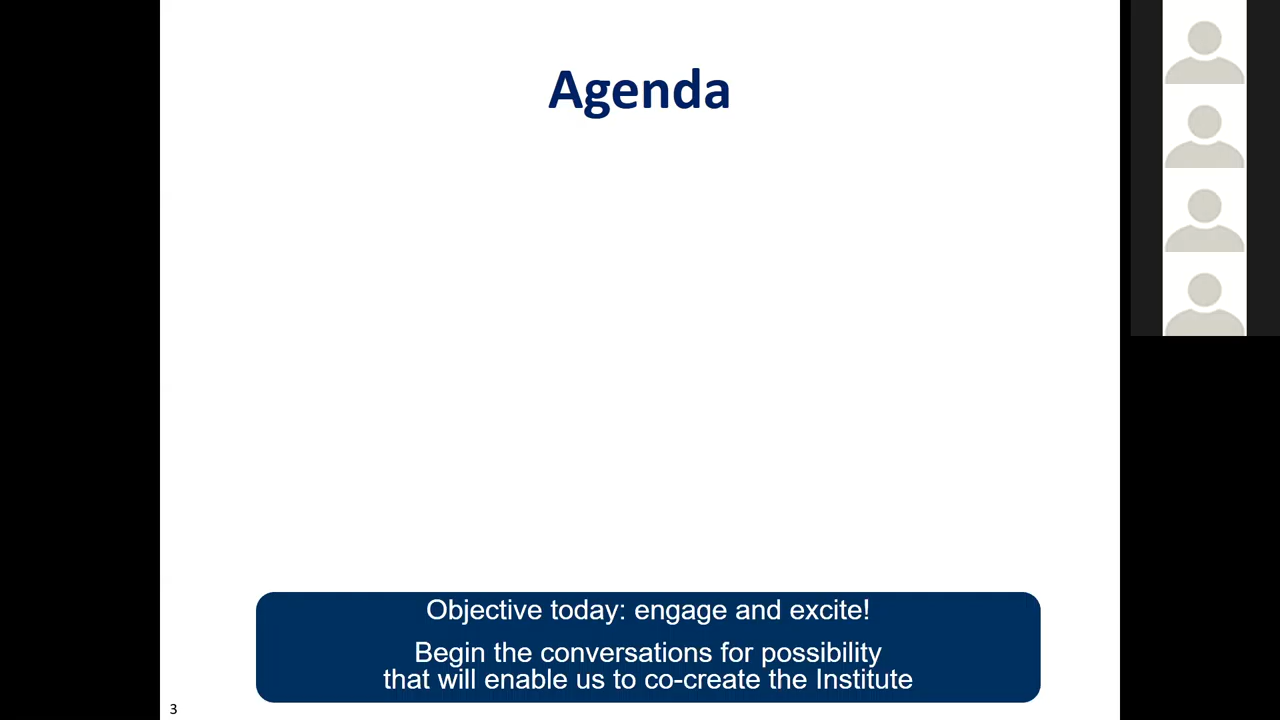 Agenda
Objective today: engage and excite!
Begin the conversations for possibility
that will enable us to co-create the Institute
3